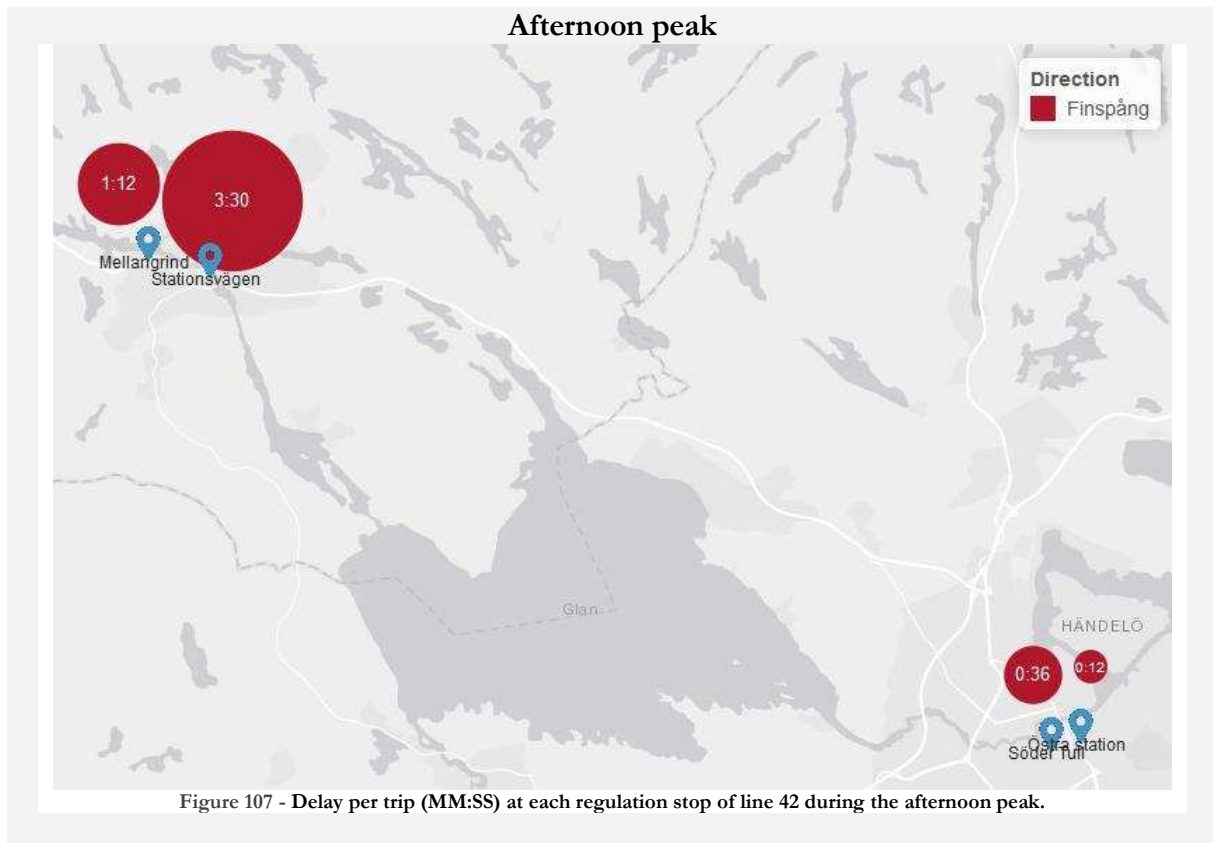 Afternoon peak
Direction
Finspång
1:12
3:30
Mellangrind
Stationsvägen
Glan
HÄNDELÖ
0:36
0:12
Östra station
Söder tull
Figure 107 - Delay per trip (MM:SS) at each regulation stop of line 42 during the afternoon peak.